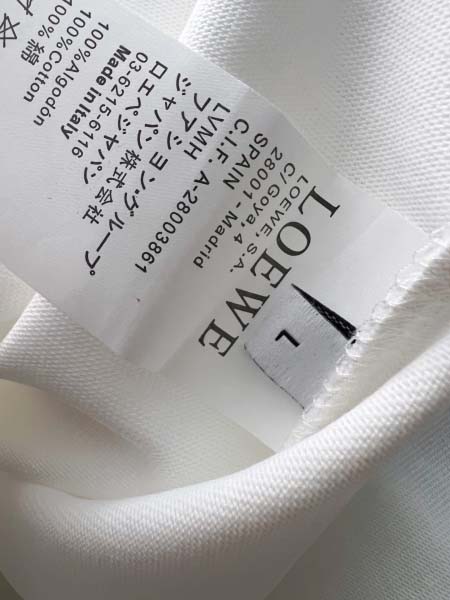 L
LOEWE
LOEWE, S.A.
C/ Goya, 4
28001 - Madrid
SPAIN
C.I.F. A-28003861
LVMH ファッション・グループ
ジャパン株式会社
ロエベジャパン
03-6215-6116
Made in Italy
100%Algodón
100%Cotton
100%綿